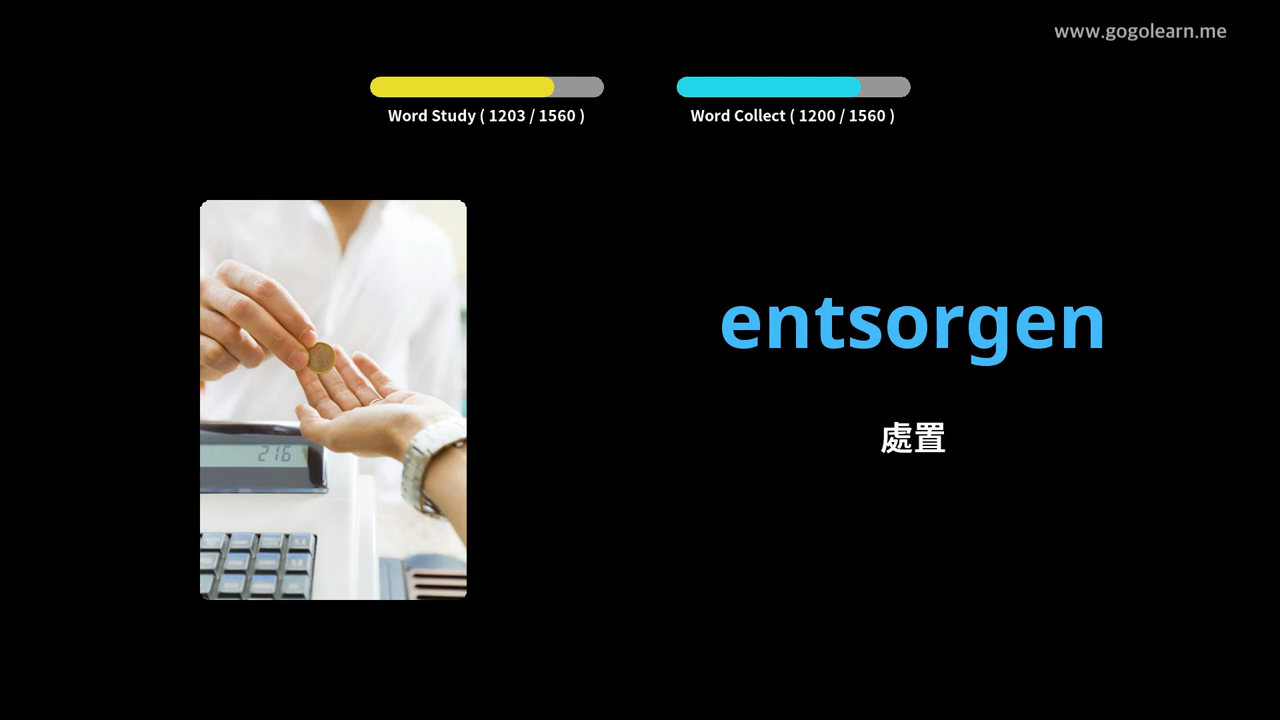 www.gogolearn.me
Word Study ( 1203 / 1560 )
Word Collect ( 1200 / 1560 )
entsorgen
處置
216